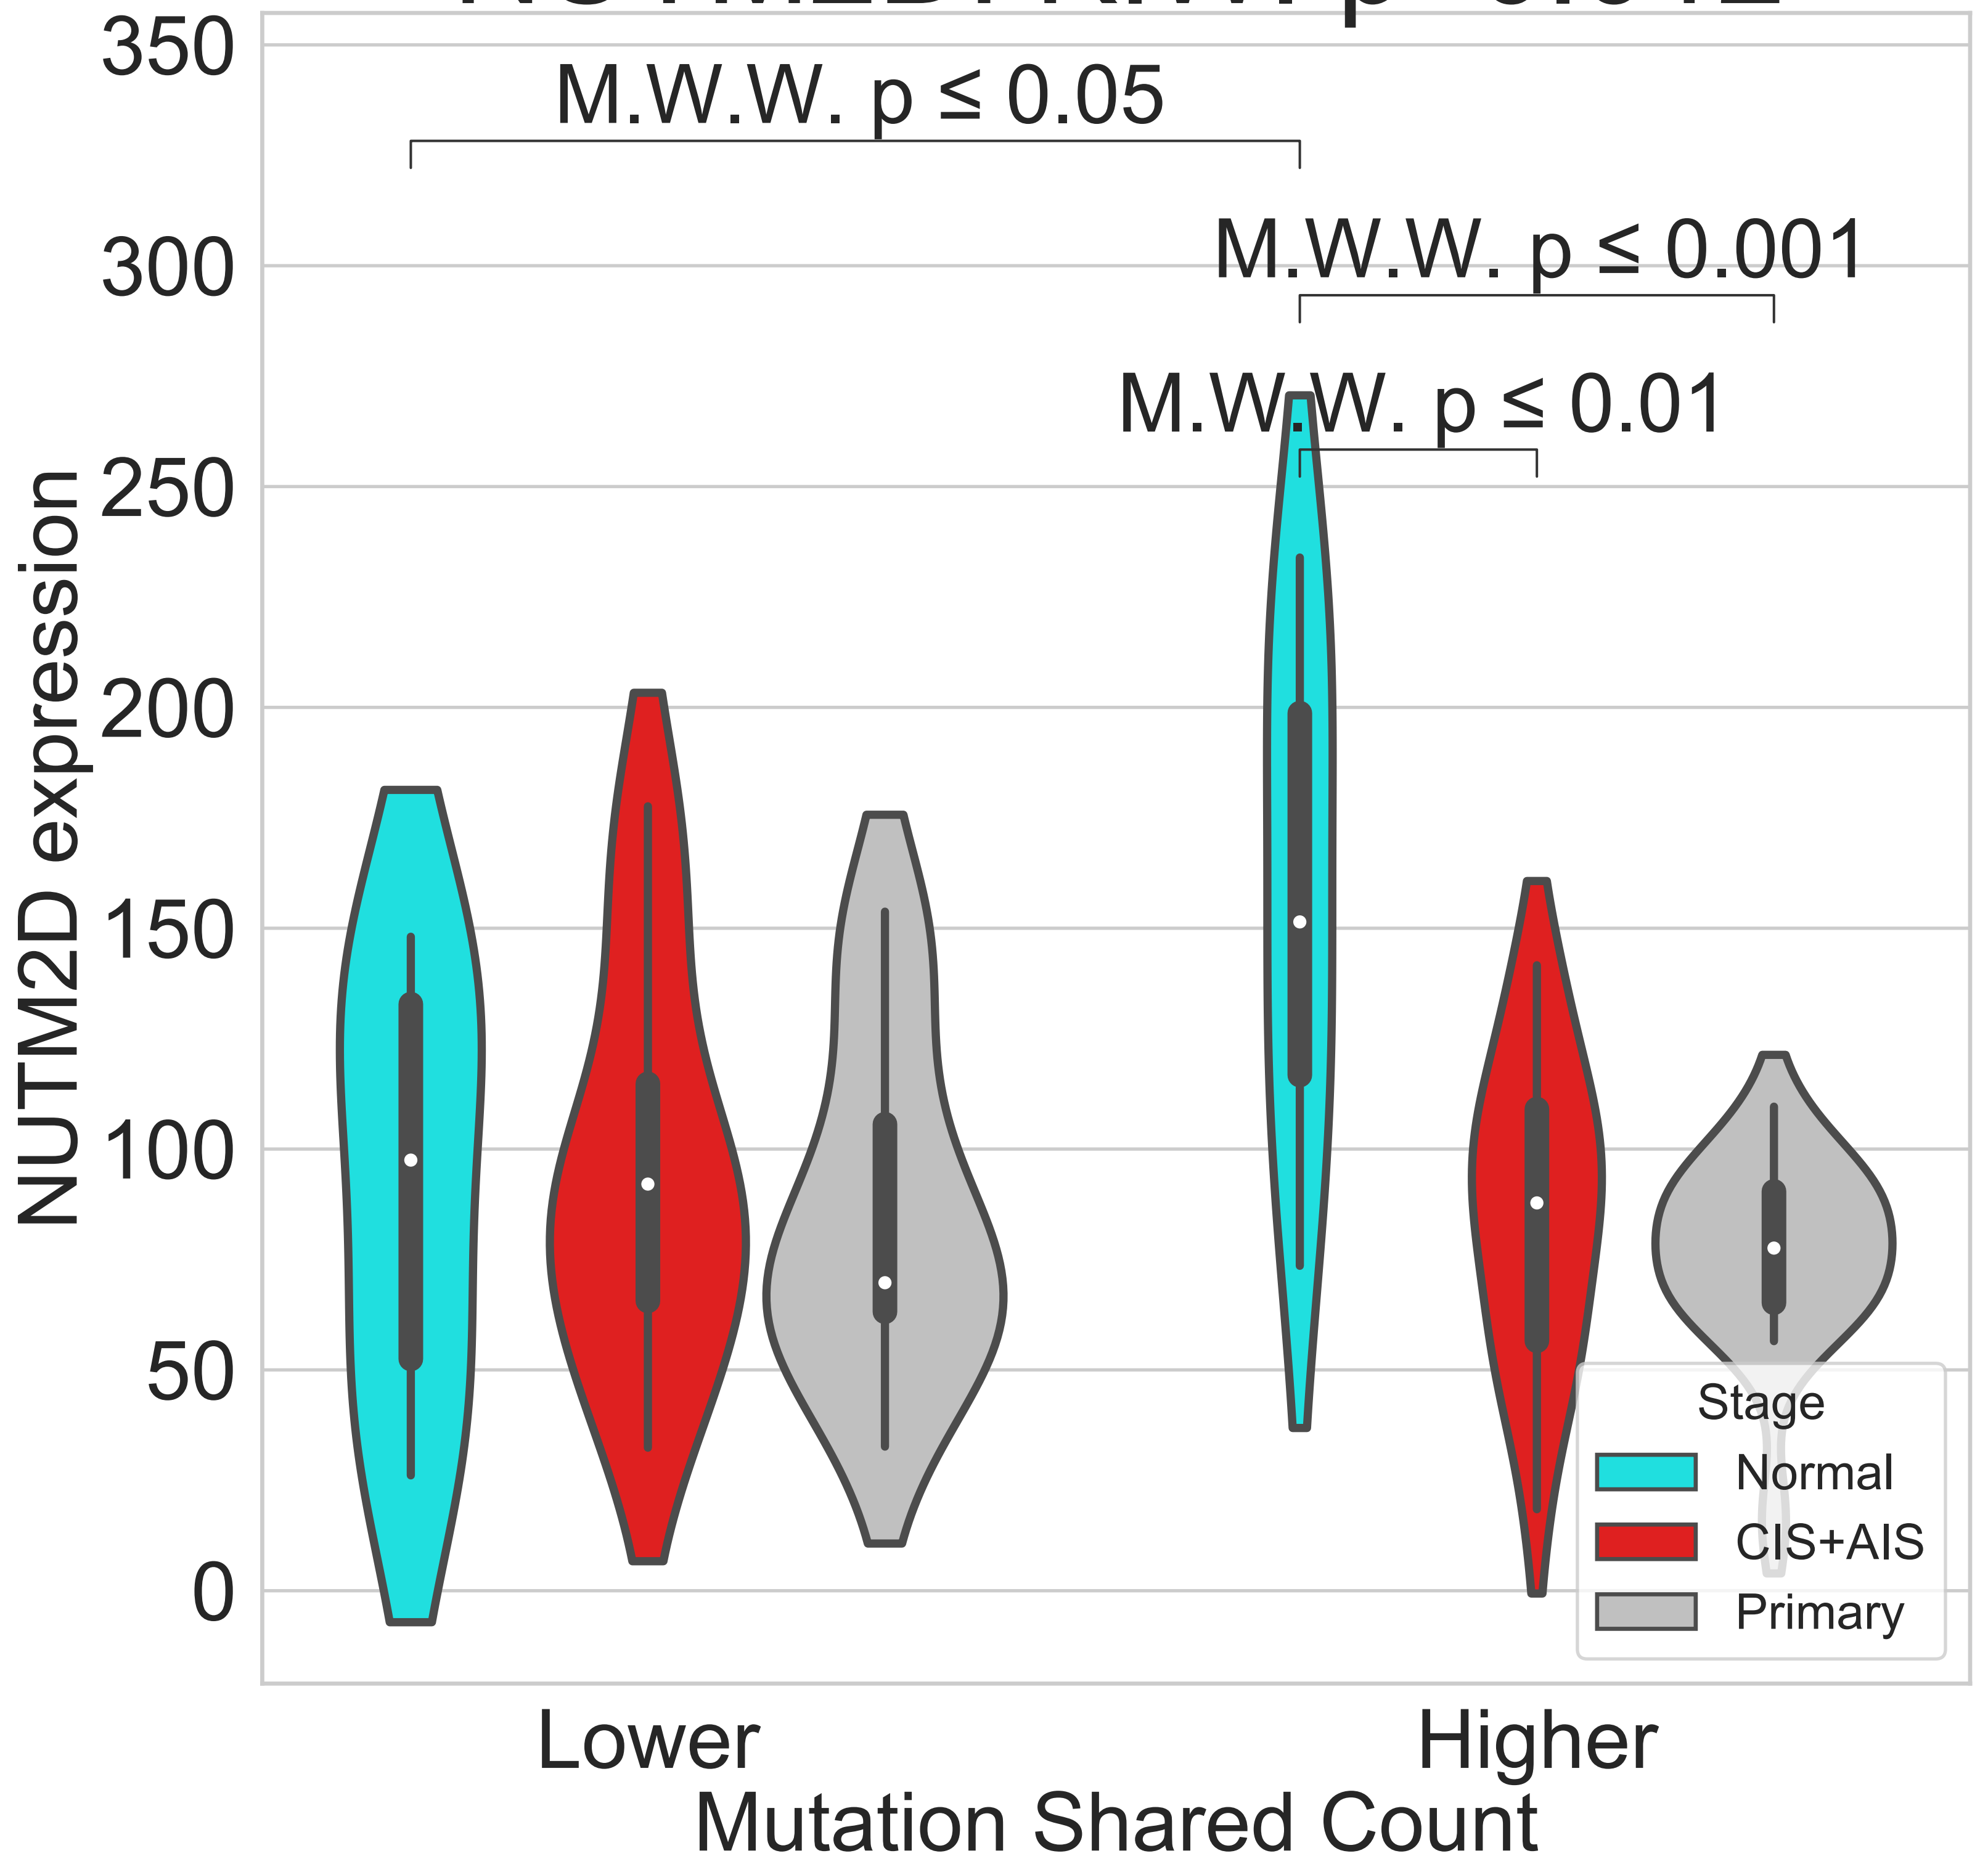 350
M.W.W. p ≤ 0.05
300
M.W.W. p ≤ 0.001
M.W.W. p ≤ 0.01
250
200
150
100
50
0
NUTM2D expression
Stage
Normal
CIS+AIS
Primary
Lower
Higher
Mutation Shared Count